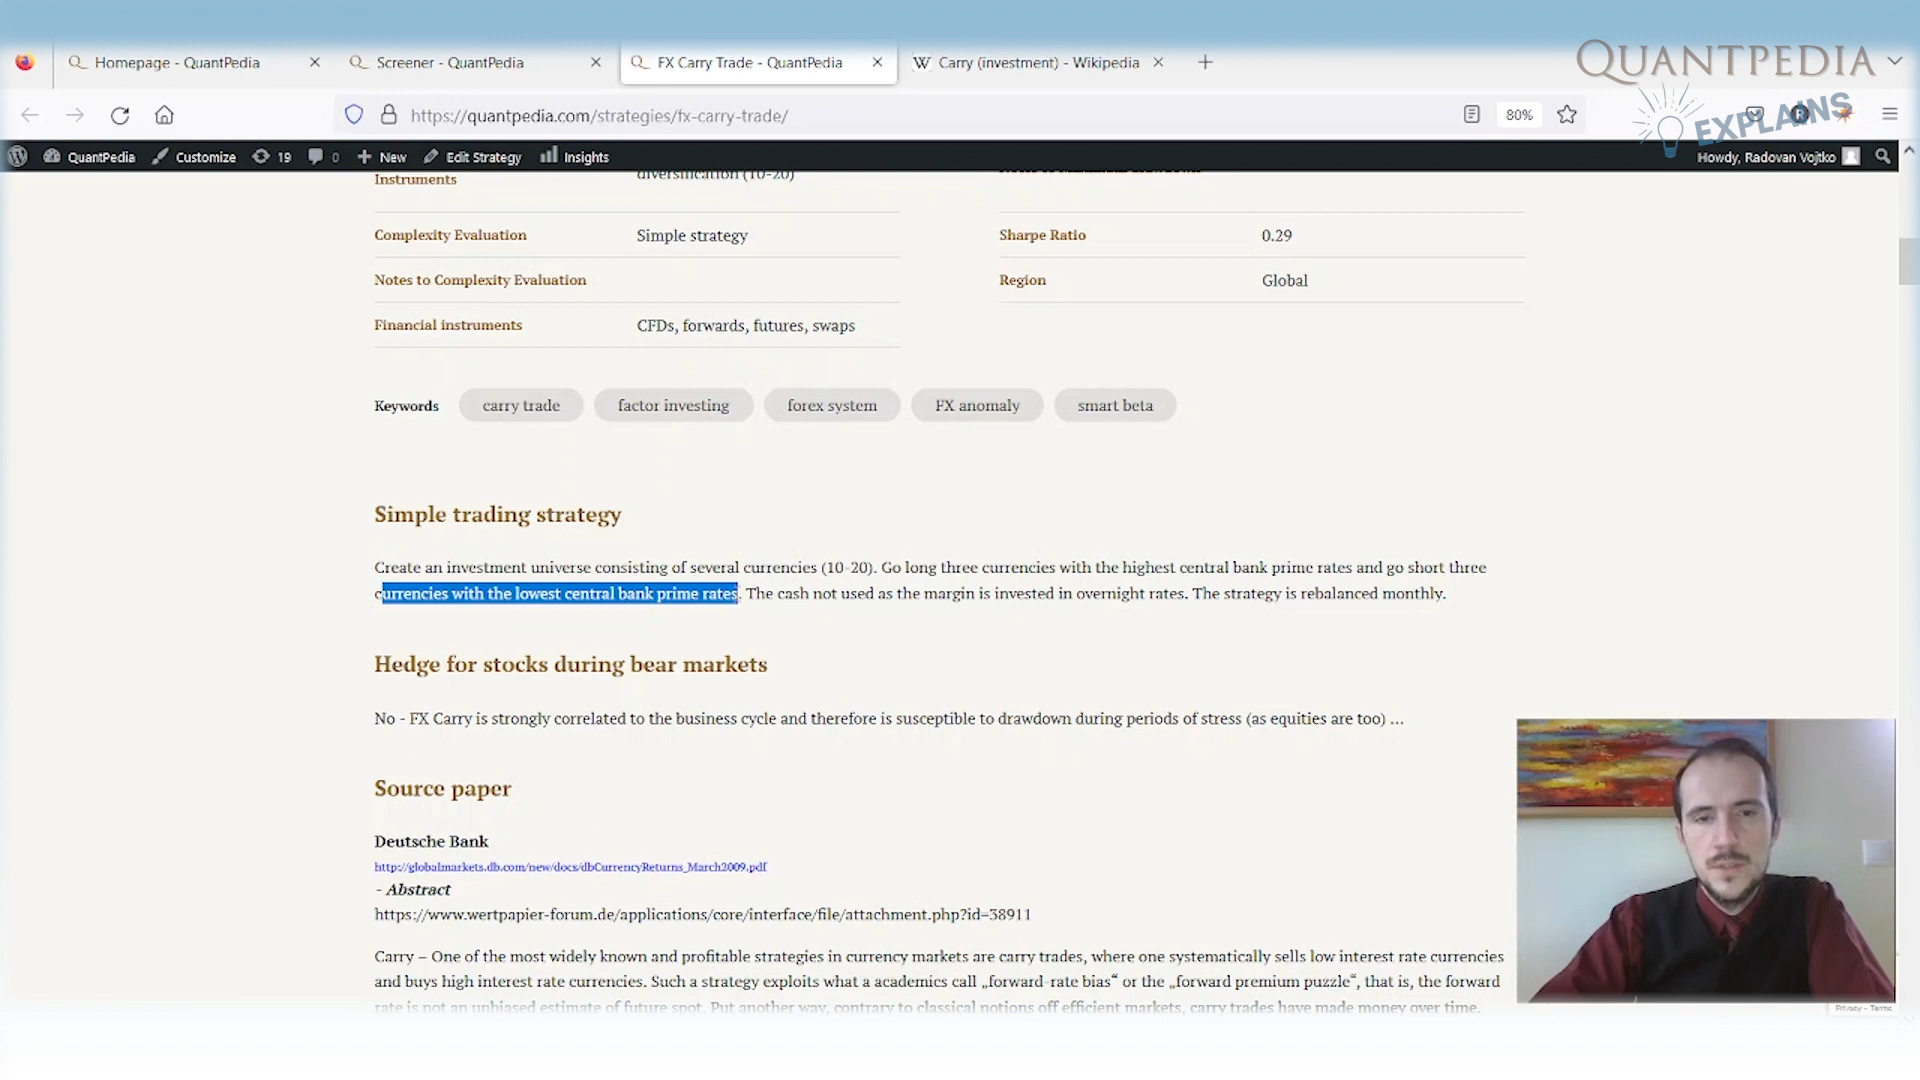 Homepage - QuantPedia
Screener - QuantPedia
FX Carry Trade - QuantPedia
W Carry (investment) - Wikipedia
QUANTPEDIA
EXPLAINS
https://quantpedia.com/strategies/fx-carry-trade/
80%
QuantPedia Customize 19 0 New Edit Strategy Insights
Howdy, Radovan Vojtko
Instruments diversification (10-20)
Complexity Evaluation Simple strategy
Sharpe Ratio 0.29
Notes to Complexity Evaluation
Region Global
Financial instruments CFDs, forwards, futures, swaps
Keywords carry trade factor investing forex system FX anomaly smart beta
Simple trading strategy
Create an investment universe consisting of several currencies (10-20). Go long three currencies with the highest central bank prime rates and go short three
currencies with the lowest central bank prime rates. The cash not used as the margin is invested in overnight rates. The strategy is rebalanced monthly.
Hedge for stocks during bear markets
No - FX Carry is strongly correlated to the business cycle and therefore is susceptible to drawdown during periods of stress (as equities are too) ...
Source paper
Deutsche Bank
http://globalmarkets.db.com/new/docs/dbCurrencyReturns_March2009.pdf
- Abstract
https://www.wertpapier-forum.de/applications/core/interface/file/attachment.php?id=38911
Carry – One of the most widely known and profitable strategies in currency markets are carry trades, where one systematically sells low interest rate currencies
and buys high interest rate currencies. Such a strategy exploits what a academics call „forward-rate bias“ or the „forward premium puzzle“, that is, the forward
rate is not an unbiased estimate of future spot. Put another way, contrary to classical notions off efficient markets, carry trades have made money over time.
Privacy - Terms